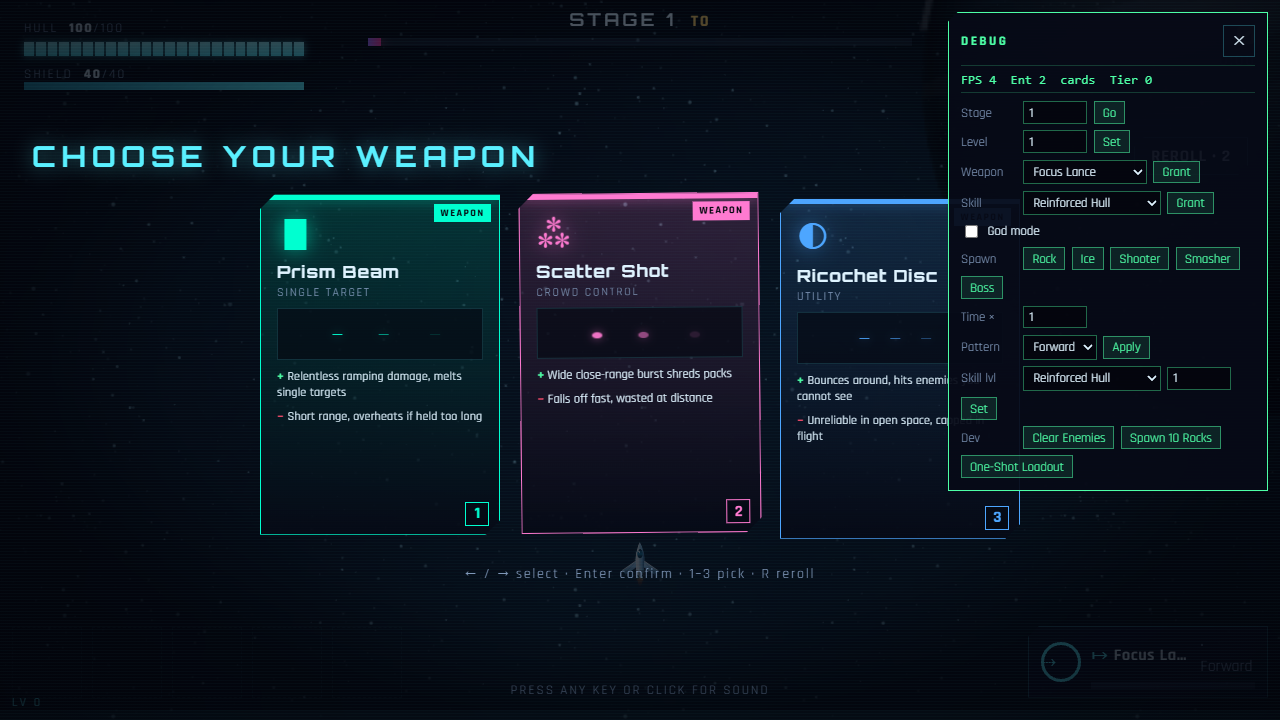 HULL 100/100
SHIELD 40/40
STAGE 1 TO
CHOOSE YOUR WEAPON
WEAPON
Prism Beam
SINGLE TARGET
+ Relentless ramping damage, melts
single targets
− Short range, overheats if held too long
1
WEAPON
Scatter Shot
CROWD CONTROL
+ Wide close-range burst shreds packs
− Falls off fast, wasted at distance
2
Ricochet Disc
UTILITY
+ Bounces around, hits
cannot see
− Unreliable in open space,
flight
3
← / → select · Enter confirm · 1–3 pick · R reroll
PRESS ANY KEY OR CLICK FOR SOUND
LV 0
↦ Focus La…
Forward
REROLL · 2
DEBUG
×
FPS 4 Ent 2 cards Tier 0
Stage 1 Go
Level 1 Set
Weapon Focus Lance Grant
Skill Reinforced Hull Grant
God mode
Spawn Rock Ice Shooter Smasher
Boss
Time × 1
Pattern Forward Apply
Skill lvl Reinforced Hull 1
Set
Dev Clear Enemies Spawn 10 Rocks
One-Shot Loadout